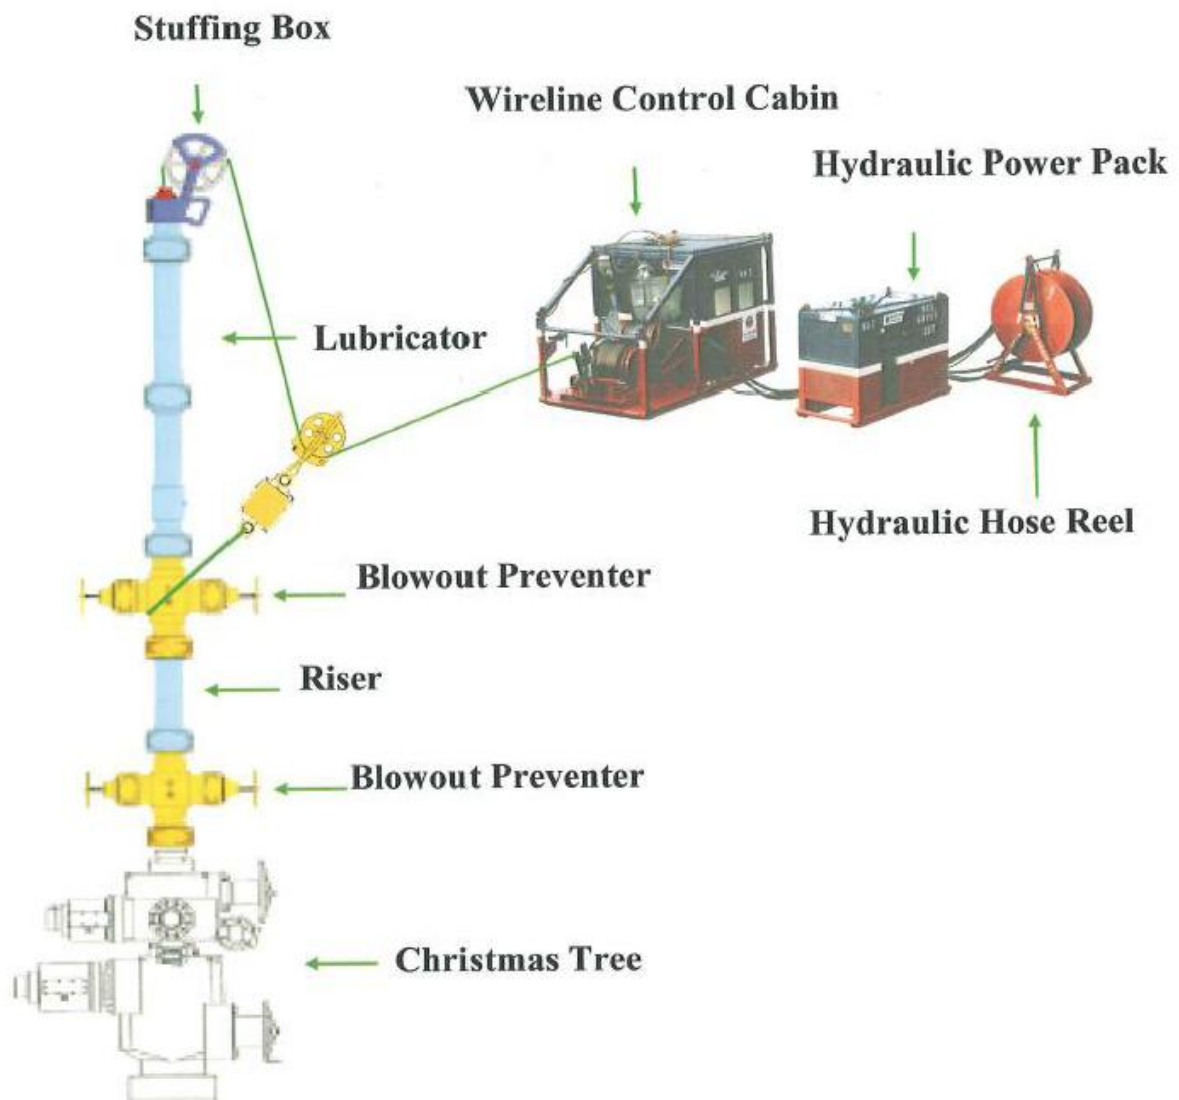 Stuffing Box
Wireline Control Cabin
Hydraulic Power Pack
Lubricator
Hydraulic Hose Reel
Blowout Preventer
Riser
Blowout Preventer
Christmas Tree